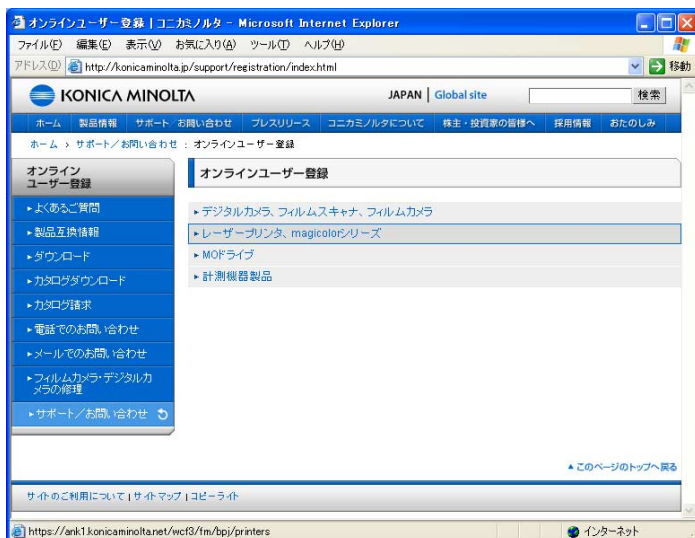 オンラインユーザー登録 | コニカミノルタ - Microsoft Internet Explorer
ファイル(F) 編集(E) 表示(V) お気に入り(A) ツール(T) ヘルプ(H)
アドレス(D) http://konicaminolta.jp/support/registration/index.html 移動
KONICA MINOLTA JAPAN | Global site 検索
ホーム 製品情報 サポート/お問い合わせ プレスリリース コニカミノルタについて 株主・投資家の皆様へ 採用情報 おたのしみ
ホーム > サポート/お問い合わせ : オンラインユーザー登録
オンライン
ユーザー登録
オンラインユーザー登録
よくあるご質問
製品互換情報
ダウンロード
カタログダウンロード
カタログ請求
電話でのお問い合わせ
メールでのお問い合わせ
フィルムカメラ・デジタルカ
メラの修理
サポート/お問い合わせ
デジタルカメラ、フィルムスキャナ、フィルムカメラ
レーザープリンタ、magicolorシリーズ
MOドライブ
計測機器製品
このページのトップへ戻る
サイトのご利用について | サイトマップ | コピーライト
https://ank1.konicaminolta.net/wcf3/fm/bpj/printers インターネット